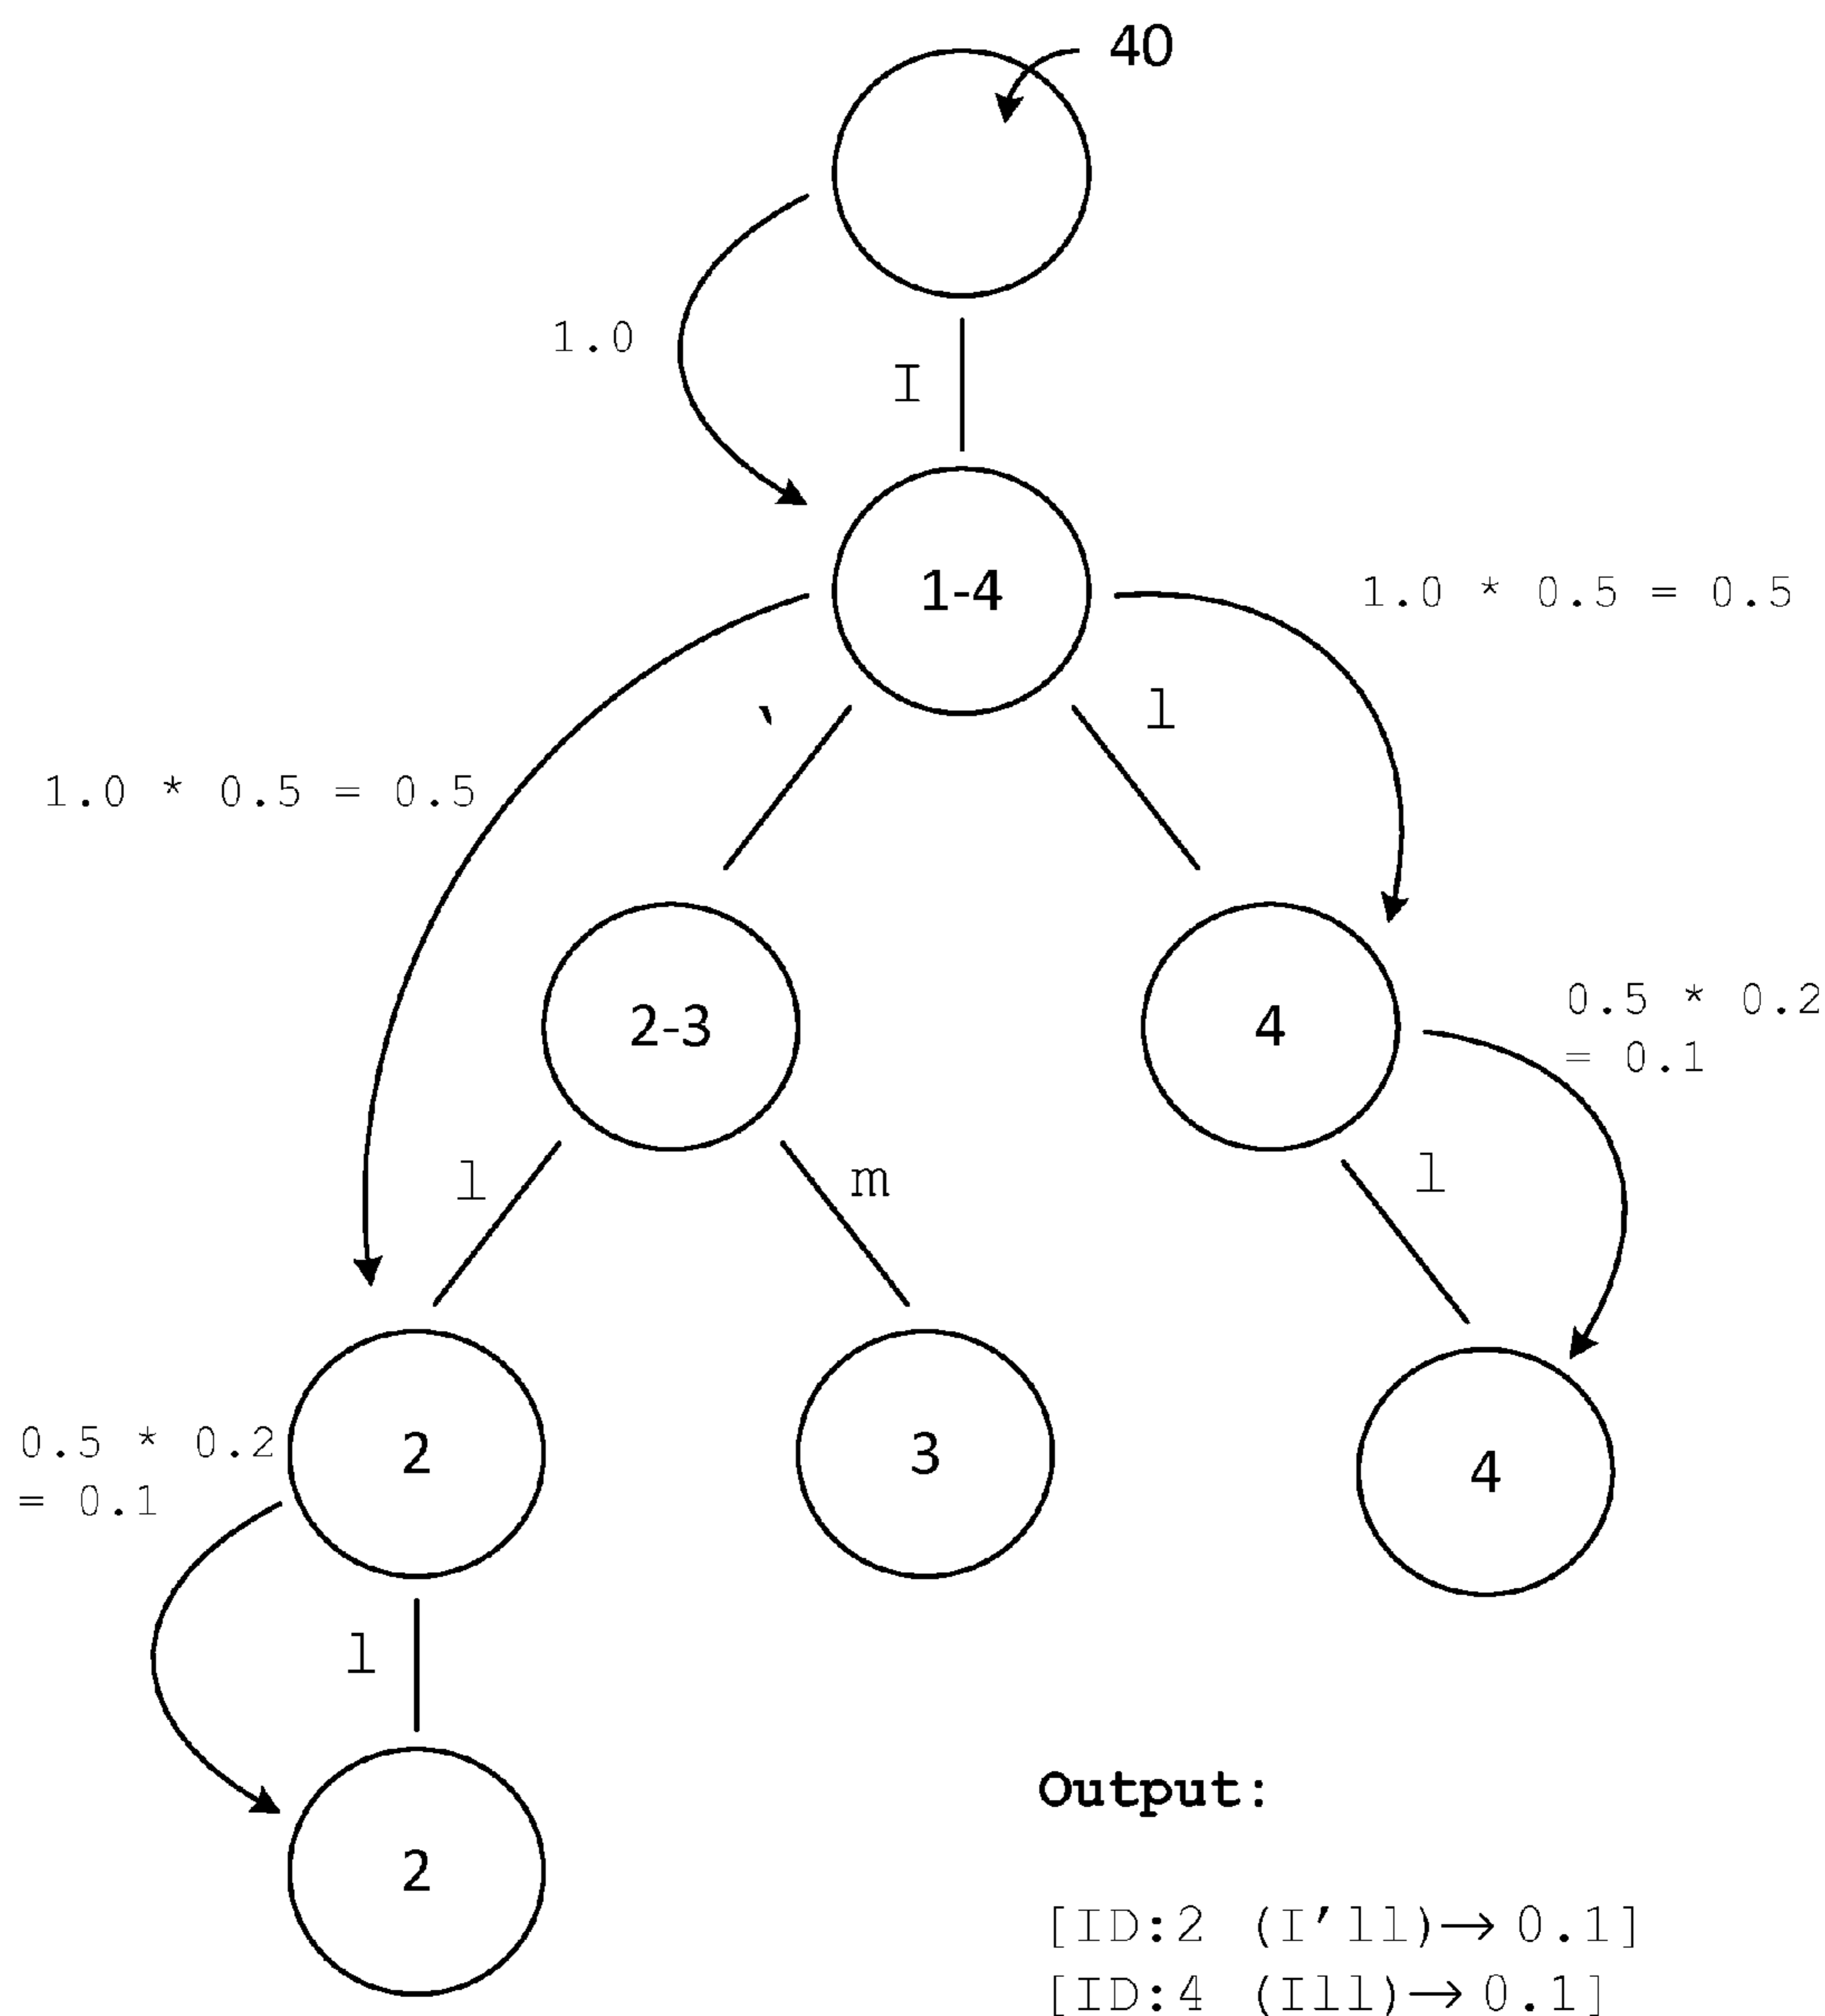 40
1.0
I
1-4
1.0 * 0.5 = 0.5
‵
l
1.0 * 0.5 = 0.5
2-3
4
0.5 * 0.2
= 0.1
l
m
l
2
3
4
0.5 * 0.2
= 0.1
l
2
Output:
[ID:2 (I’ll)→ 0.1]
[ID:4 (Ill)→ 0.1]